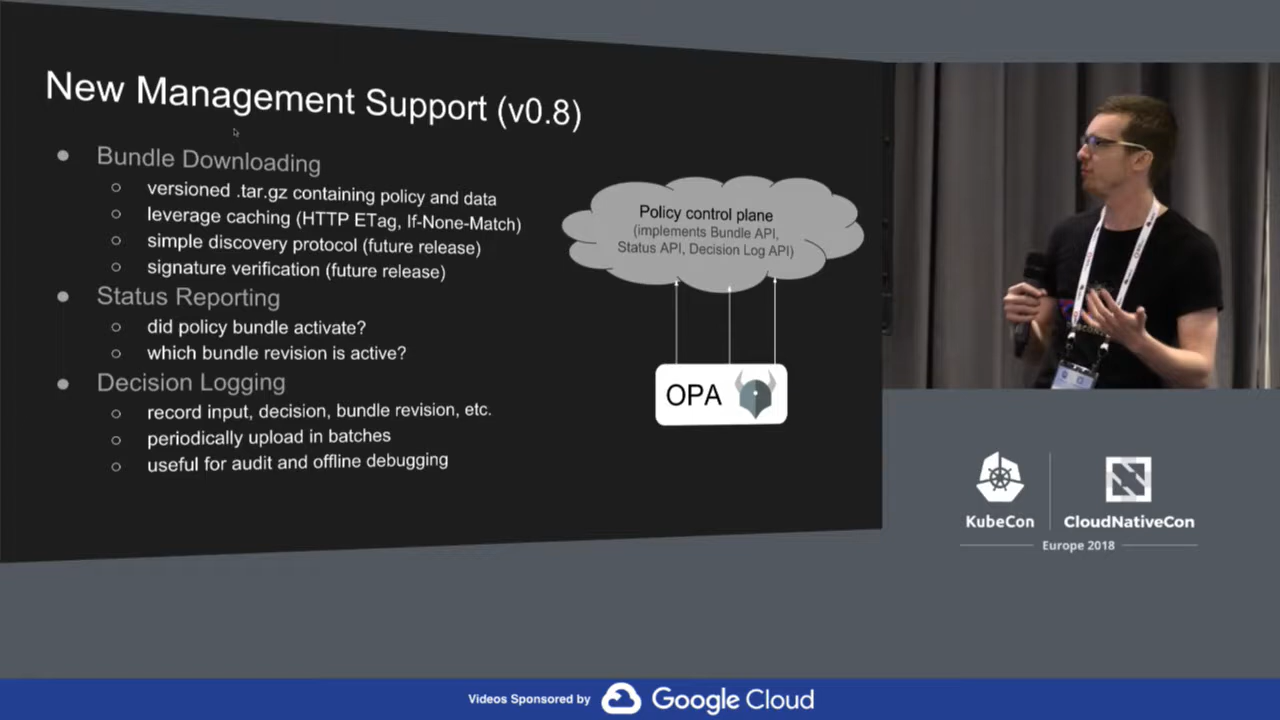 New Management Support (v0.8)
Bundle Downloading
versioned .tar.gz containing policy and data
leverage caching (HTTP ETag, If-None-Match)
simple discovery protocol (future release)
signature verification (future release)
Status Reporting
did policy bundle activate?
which bundle revision is active?
Decision Logging
record input, decision, bundle revision, etc.
periodically upload in batches
useful for audit and offline debugging
Policy control plane
(implements Bundle API,
Status API, Decision Log API)
OPA
KubeCon
CloudNativeCon
Europe 2018
Videos Sponsored by
Google Cloud